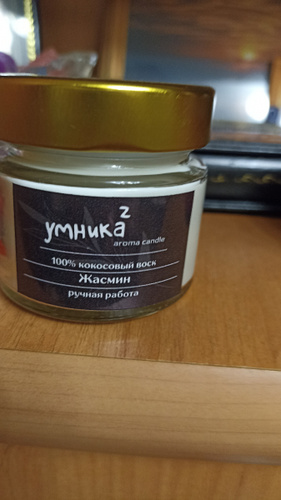 умника2
aroma candle
100% кокосовый воск
Жасмин
ручная работа